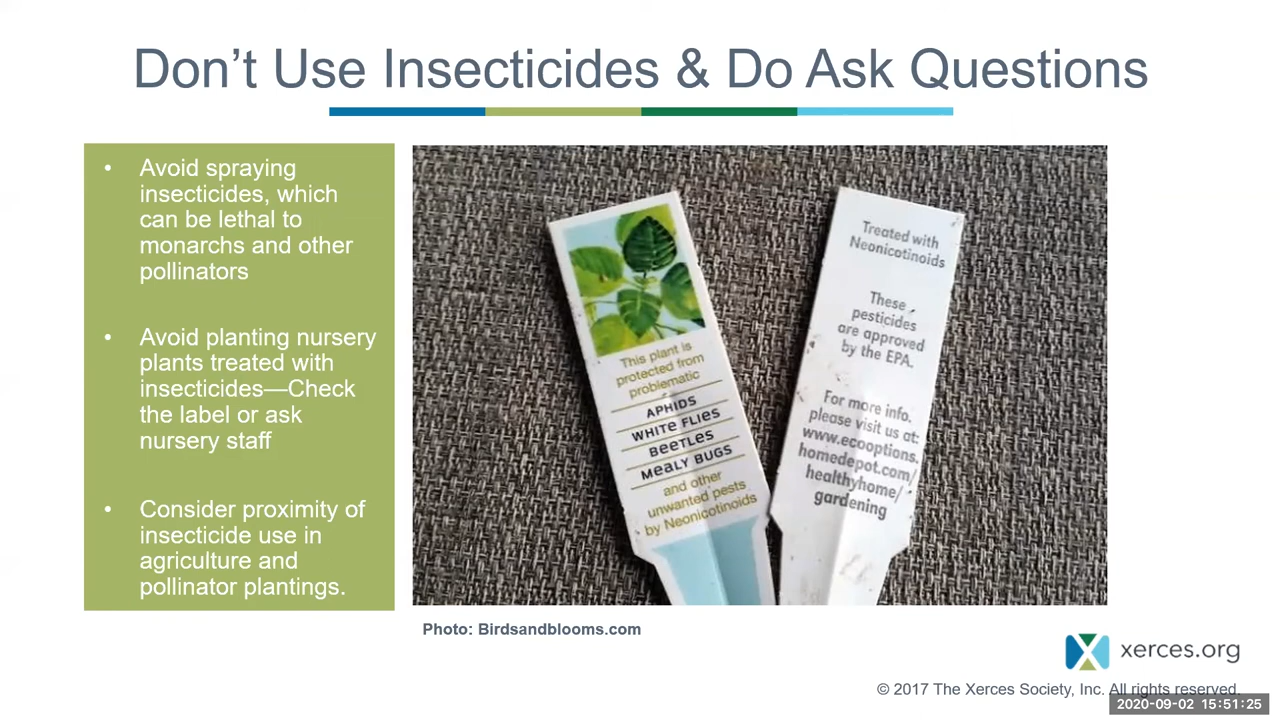 Don't Use Insecticides & Do Ask Questions
• Avoid spraying
insecticides, which
can be lethal to
monarchs and other
pollinators
• Avoid planting nursery
plants treated with
insecticides—Check
the label or ask
nursery staff
• Consider proximity of
insecticide use in
agriculture and
pollinator plantings.
This plant is
protected from
problematic
APHIDS
WHITE FLIES
BEETLES
MEALY BUGS
and other
unwanted pests
by Neonicotinoids
Treated with
Neonicotinoids
These
pesticides
are approved
by the EPA.
For more info.
please visit us at:
www.ecooptions.
homedepot.com/
healthyhome/
gardening
Photo: Birdsandblooms.com
xerces.org
© 2017 The Xerces Society, Inc. All rights reserved.
2020-09-02 15:51:25